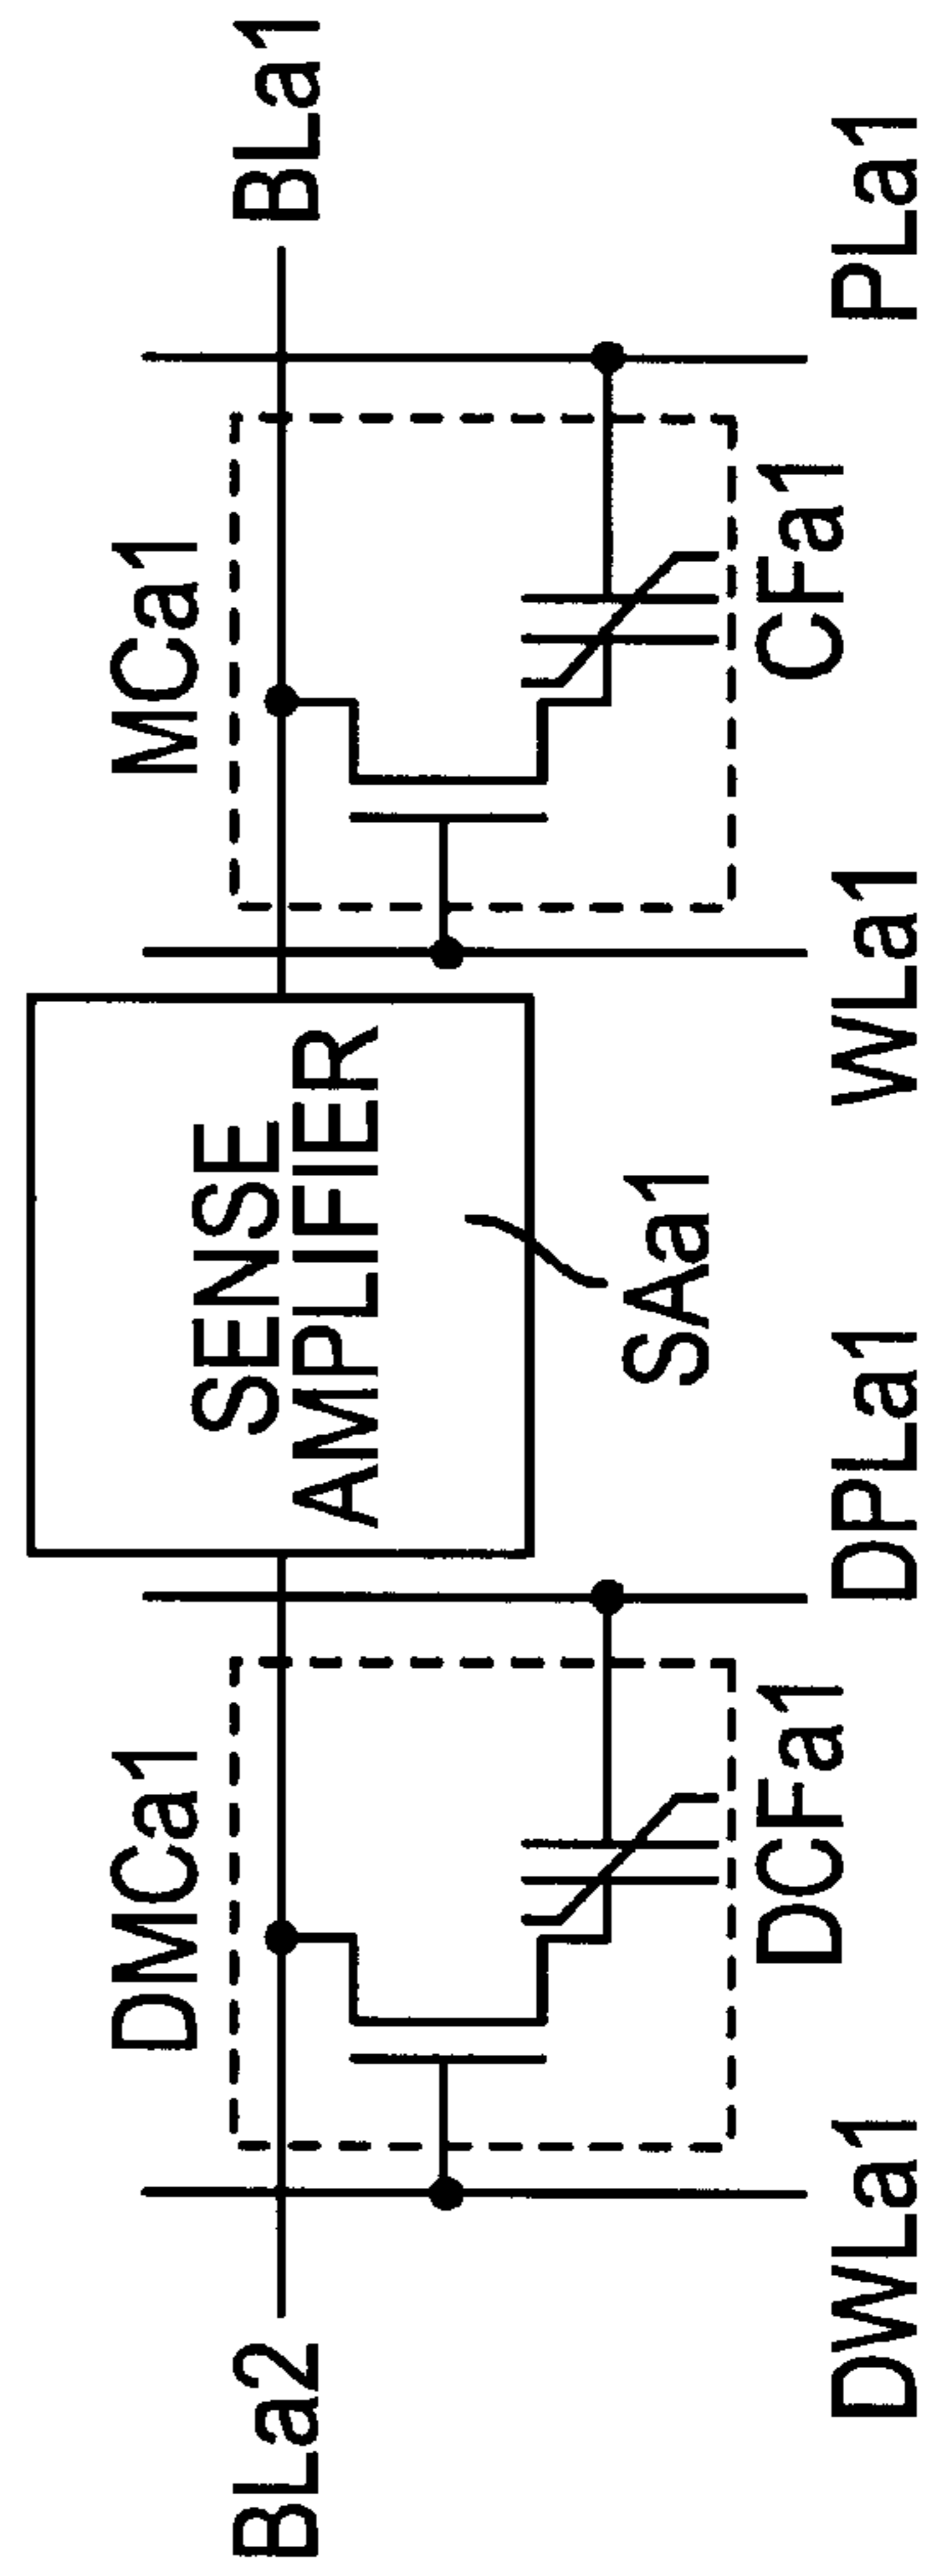 DMCa1
MCa1
BLa2
SENSE
AMPLIFIER
BLa1
SAa1
DCFa1
CFa1
DWLa1
DPLa1
WLa1
PLa1